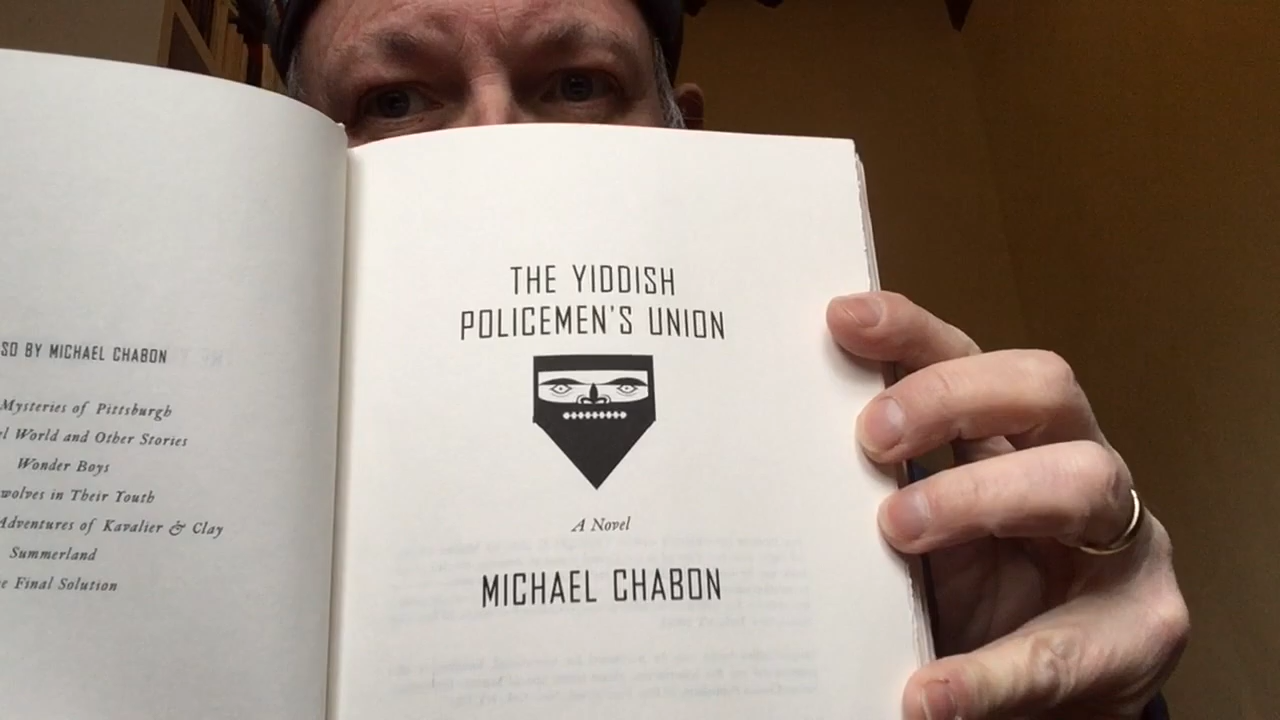 SO BY MICHAEL CHABON
Mysteries of Pittsburgh
World and Other Stories
Wonder Boys
wolves in Their Youth
Adventures of Kavalier & Clay
Summerland
Final Solution
THE YIDDISH
POLICEMEN'S UNION
A Novel
MICHAEL CHABON